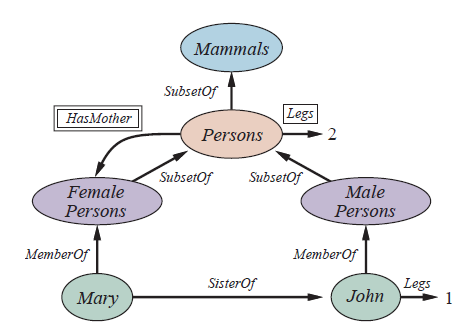 Mammals
SubsetOf
HasMother
Legs
Persons
2
SubsetOf
SubsetOf
Female
Persons
Male
Persons
MemberOf
MemberOf
SisterOf
Legs
Mary
John
1